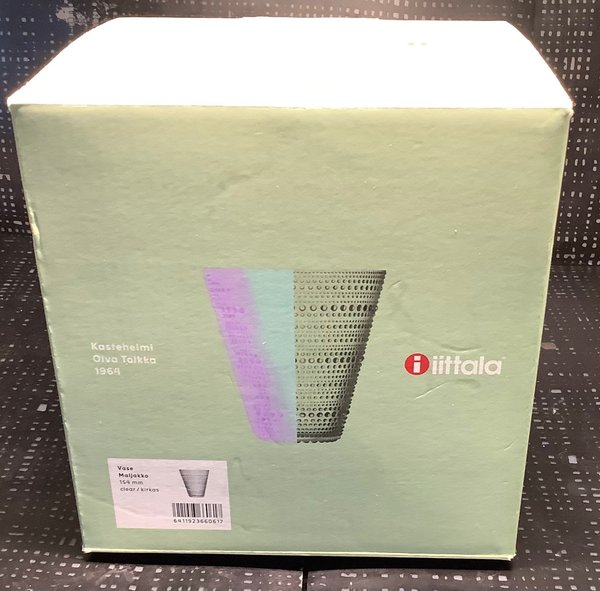 Kastehelmi
Oiva Toikka
1964
i iittala
Vase
Maljakko
154 mm
clear / kirkas
6411923660617